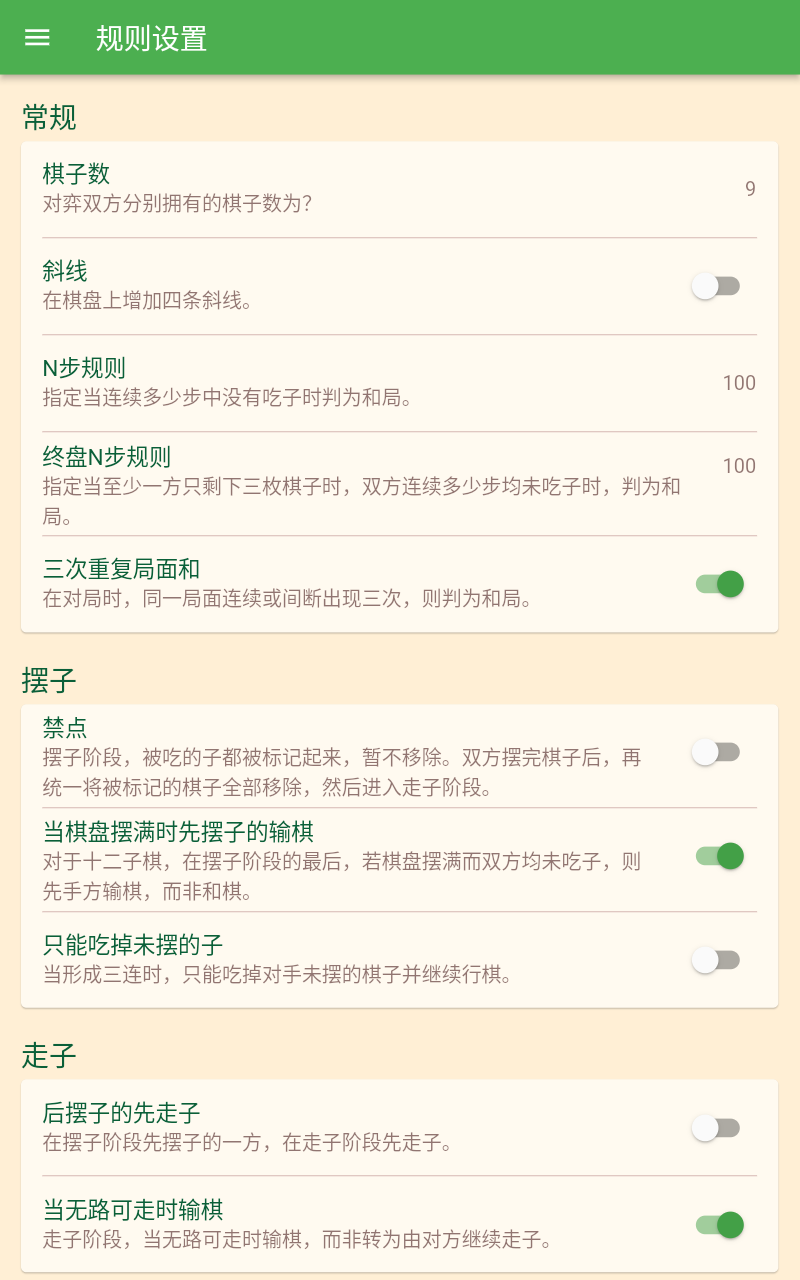 规则设置
常规
棋子数
对弈双方分别拥有的棋子数为?
9
斜线
在棋盘上增加四条斜线。
N步规则
指定当连续多少步中没有吃子时判为和局。
100
终盘N步规则
指定当至少一方只剩下三枚棋子时，双方连续多少步均未吃子时，判为和
局。
100
三次重复局面和
在对局时，同一局面连续或间断出现三次，则判为和局。
摆子
禁点
摆子阶段，被吃的子都被标记起来，暂不移除。双方摆完棋子后，再
统一将被标记的棋子全部移除，然后进入走子阶段。
当棋盘摆满时先摆子的输棋
对于十二子棋，在摆子阶段的最后，若棋盘摆满而双方均未吃子，则
先手方输棋，而非和棋。
只能吃掉未摆的子
当形成三连时，只能吃掉对手未摆的棋子并继续行棋。
走子
后摆子的先走子
在摆子阶段先摆子的一方，在走子阶段先走子。
当无路可走时输棋
走子阶段，当无路可走时输棋，而非转为由对方继续走子。